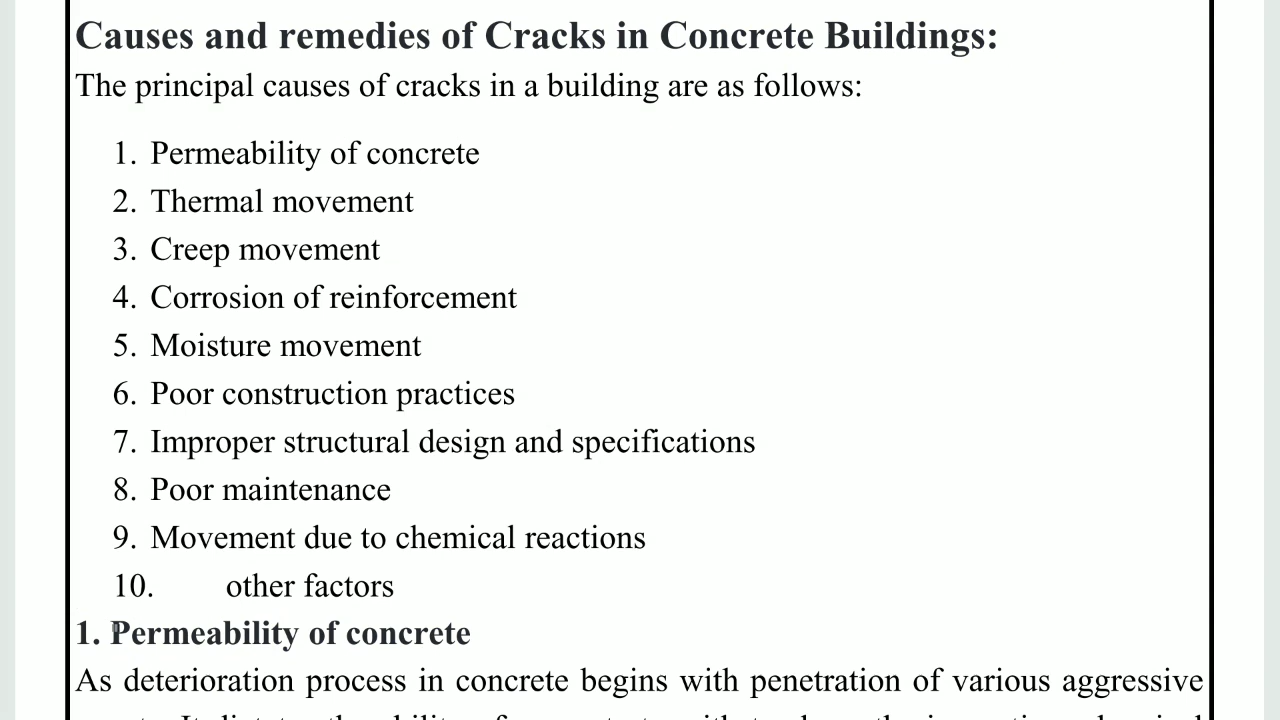 Causes and remedies of Cracks in Concrete Buildings:
The principal causes of cracks in a building are as follows:
1. Permeability of concrete
2. Thermal movement
3. Creep movement
4. Corrosion of reinforcement
5. Moisture movement
6. Poor construction practices
7. Improper structural design and specifications
8. Poor maintenance
9. Movement due to chemical reactions
10. other factors
1. Permeability of concrete
As deterioration process in concrete begins with penetration of various aggressive